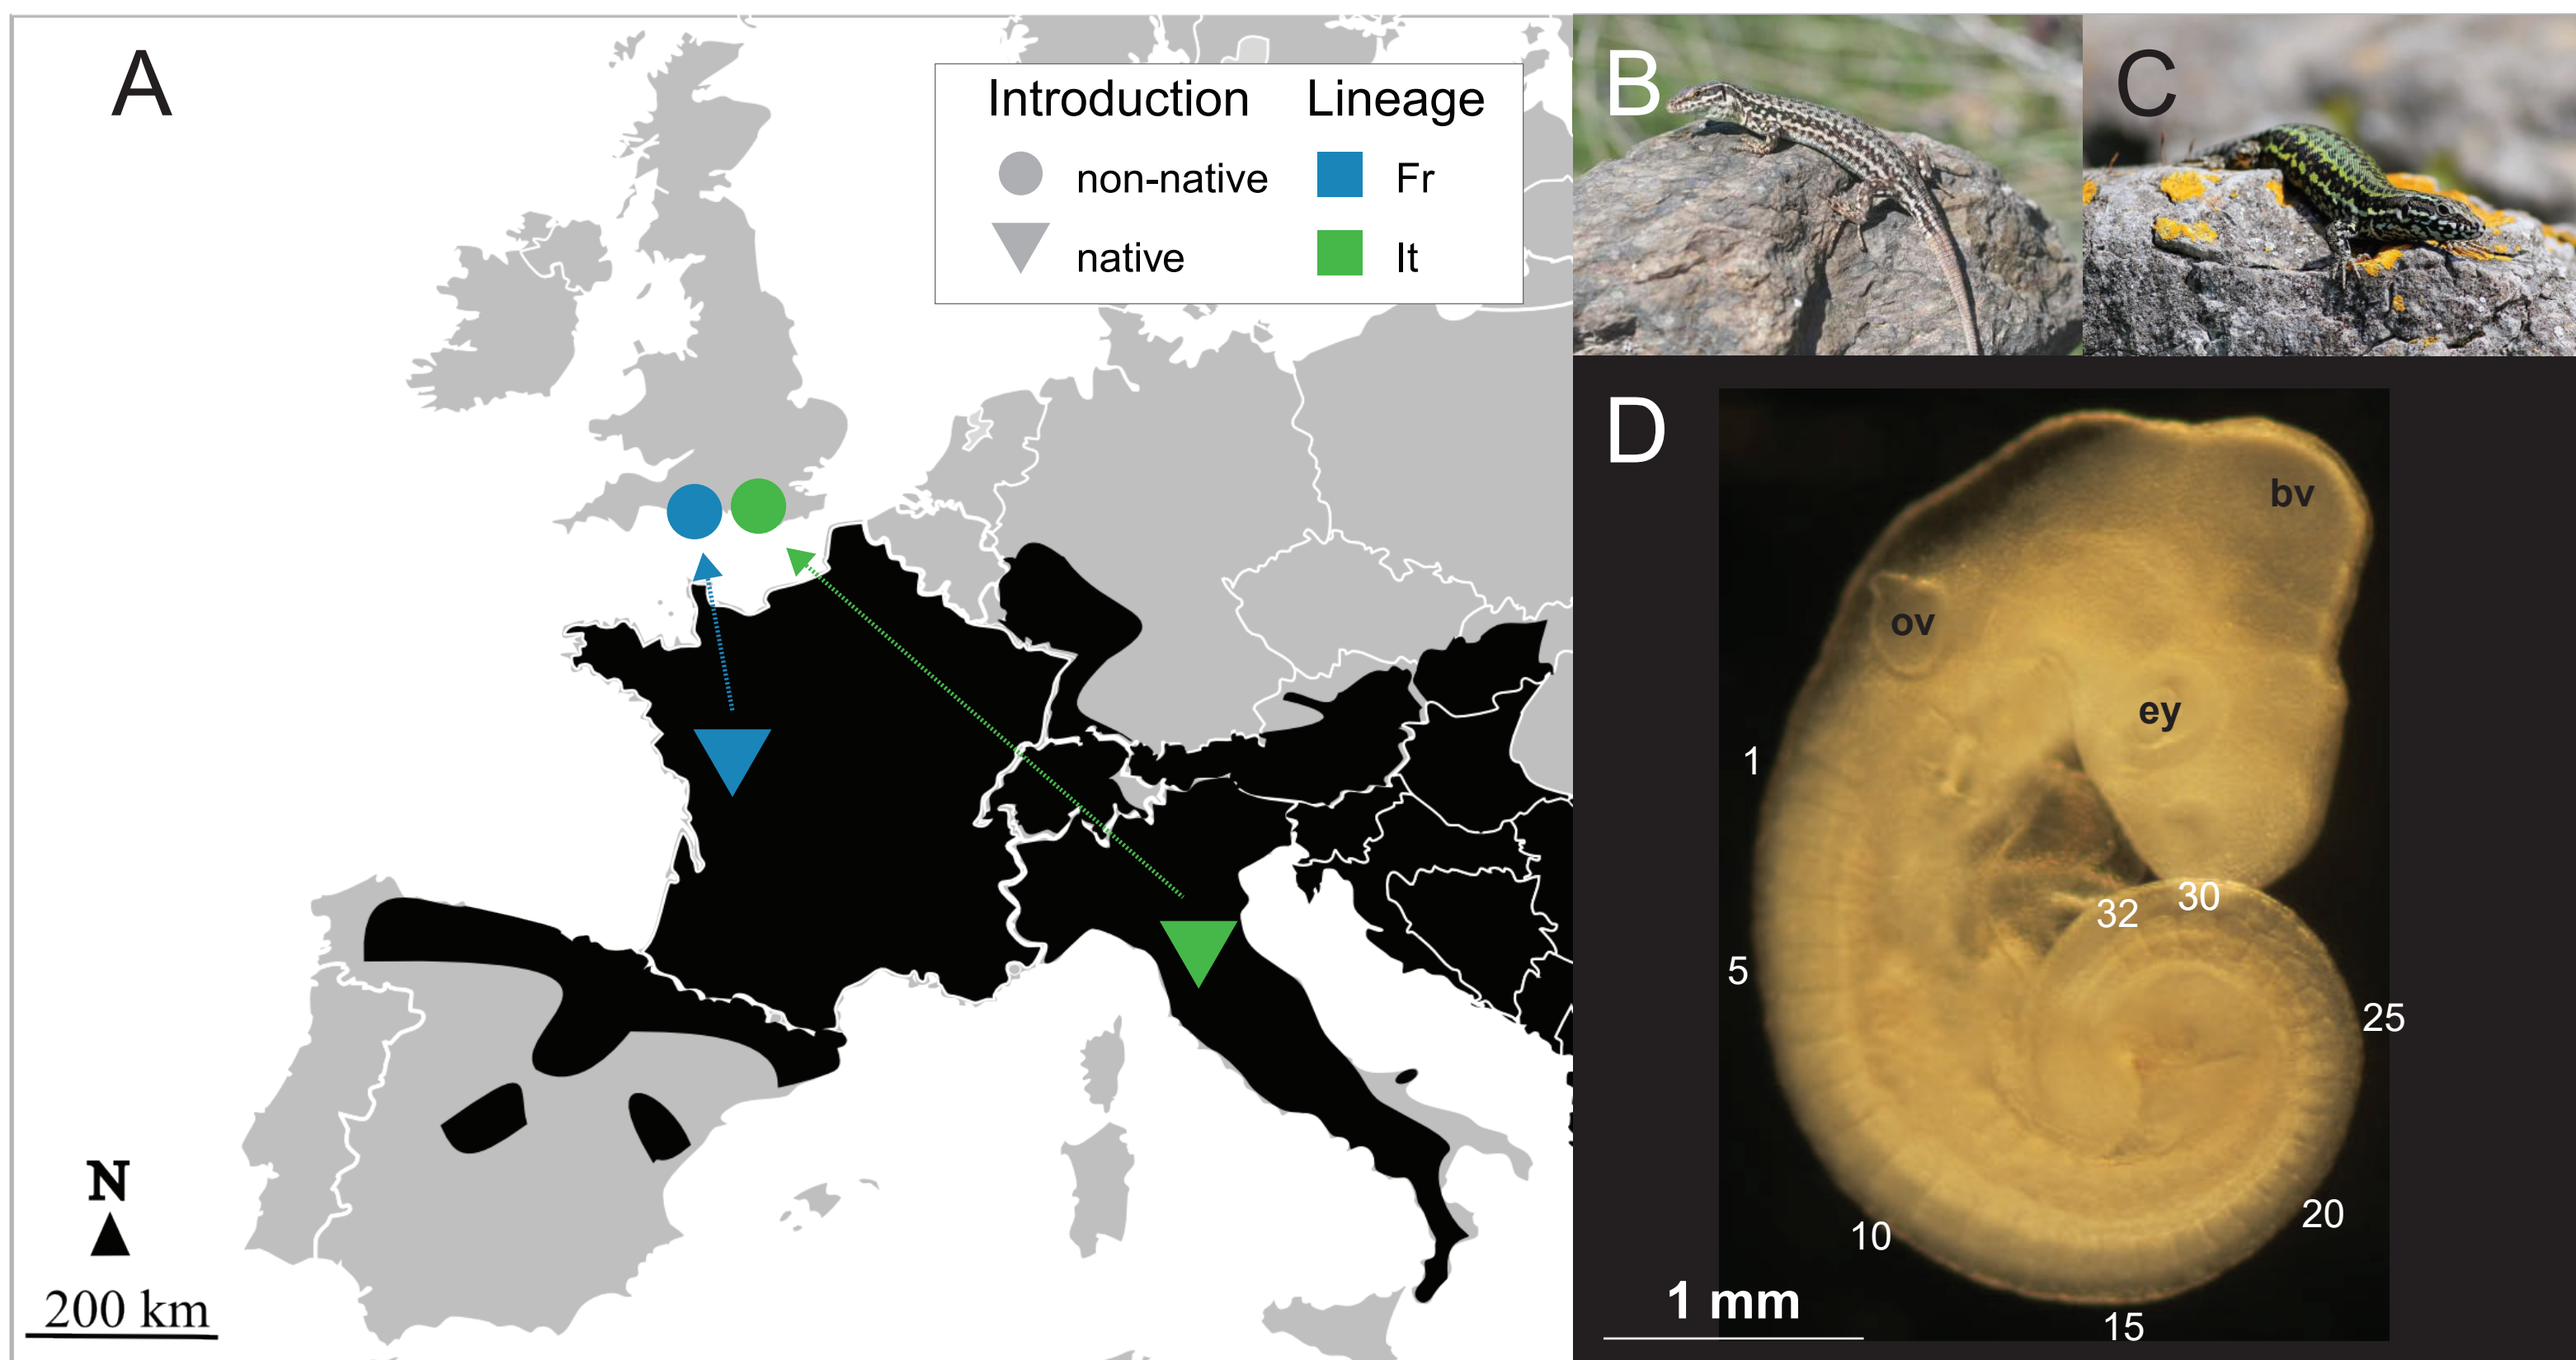 A
Introduction Lineage
non-native Fr
native It
N
200 km
B
C
D
bv
ov
ey
1
30
32
5
25
20
10
1 mm
15